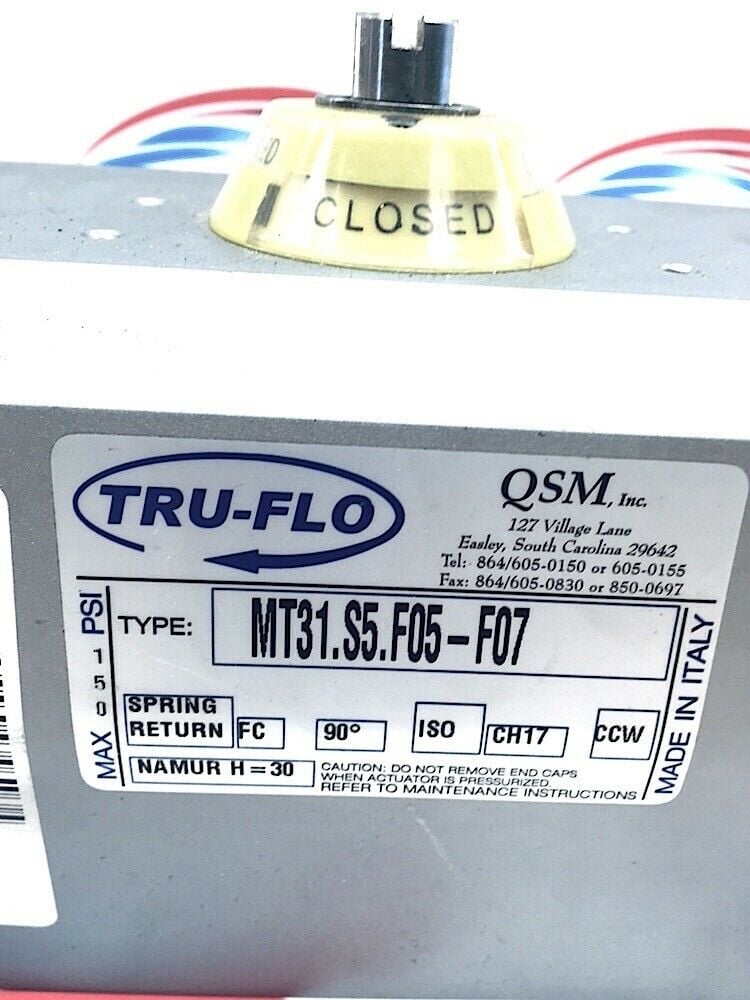 CLOSED
TRU-FLO
QSM, Inc.
127 Village Lane
Easley, South Carolina 29642
Tel: 864/605-0150 or 605-0155
Fax: 864/605-0830 or 850-0697
MAX 150 PSI
TYPE: MT31.S5.F05-F07
SPRING
RETURN FC 90° ISO CH17 CCW
NAMUR H=30
CAUTION: DO NOT REMOVE END CAPS
WHEN ACTUATOR IS PRESSURIZED.
REFER TO MAINTENANCE INSTRUCTIONS
MADE IN ITALY